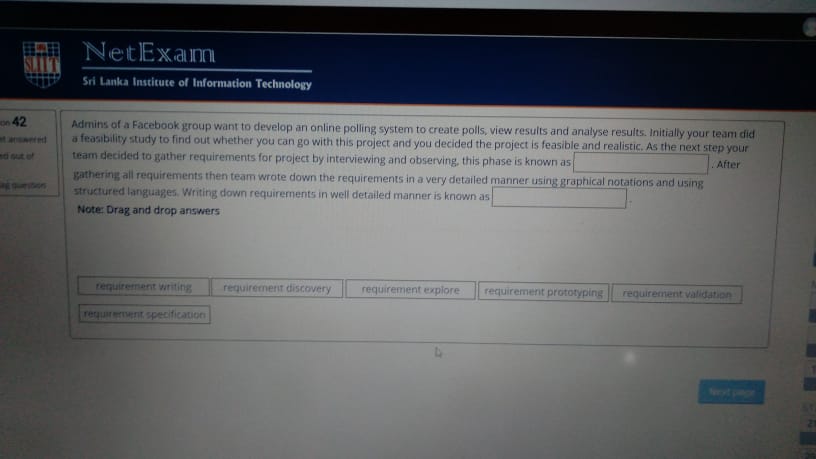 SLIIT
NetExam
Sri Lanka Institute of Information Technology
on 42
answered
out of
question
Admins of a Facebook group want to develop an online polling system to create polls, view results and analyse results. Initially your team did
a feasibility study to find out whether you can go with this project and you decided the project is feasible and realistic. As the next step your
team decided to gather requirements for project by interviewing and observing, this phase is known as . After
gathering all requirements then team wrote down the requirements in a very detailed manner using graphical notations and using
structured languages. Writing down requirements in well detailed manner is known as .
Note: Drag and drop answers
requirement writing requirement discovery requirement explore requirement prototyping requirement validation
requirement specification
Next page